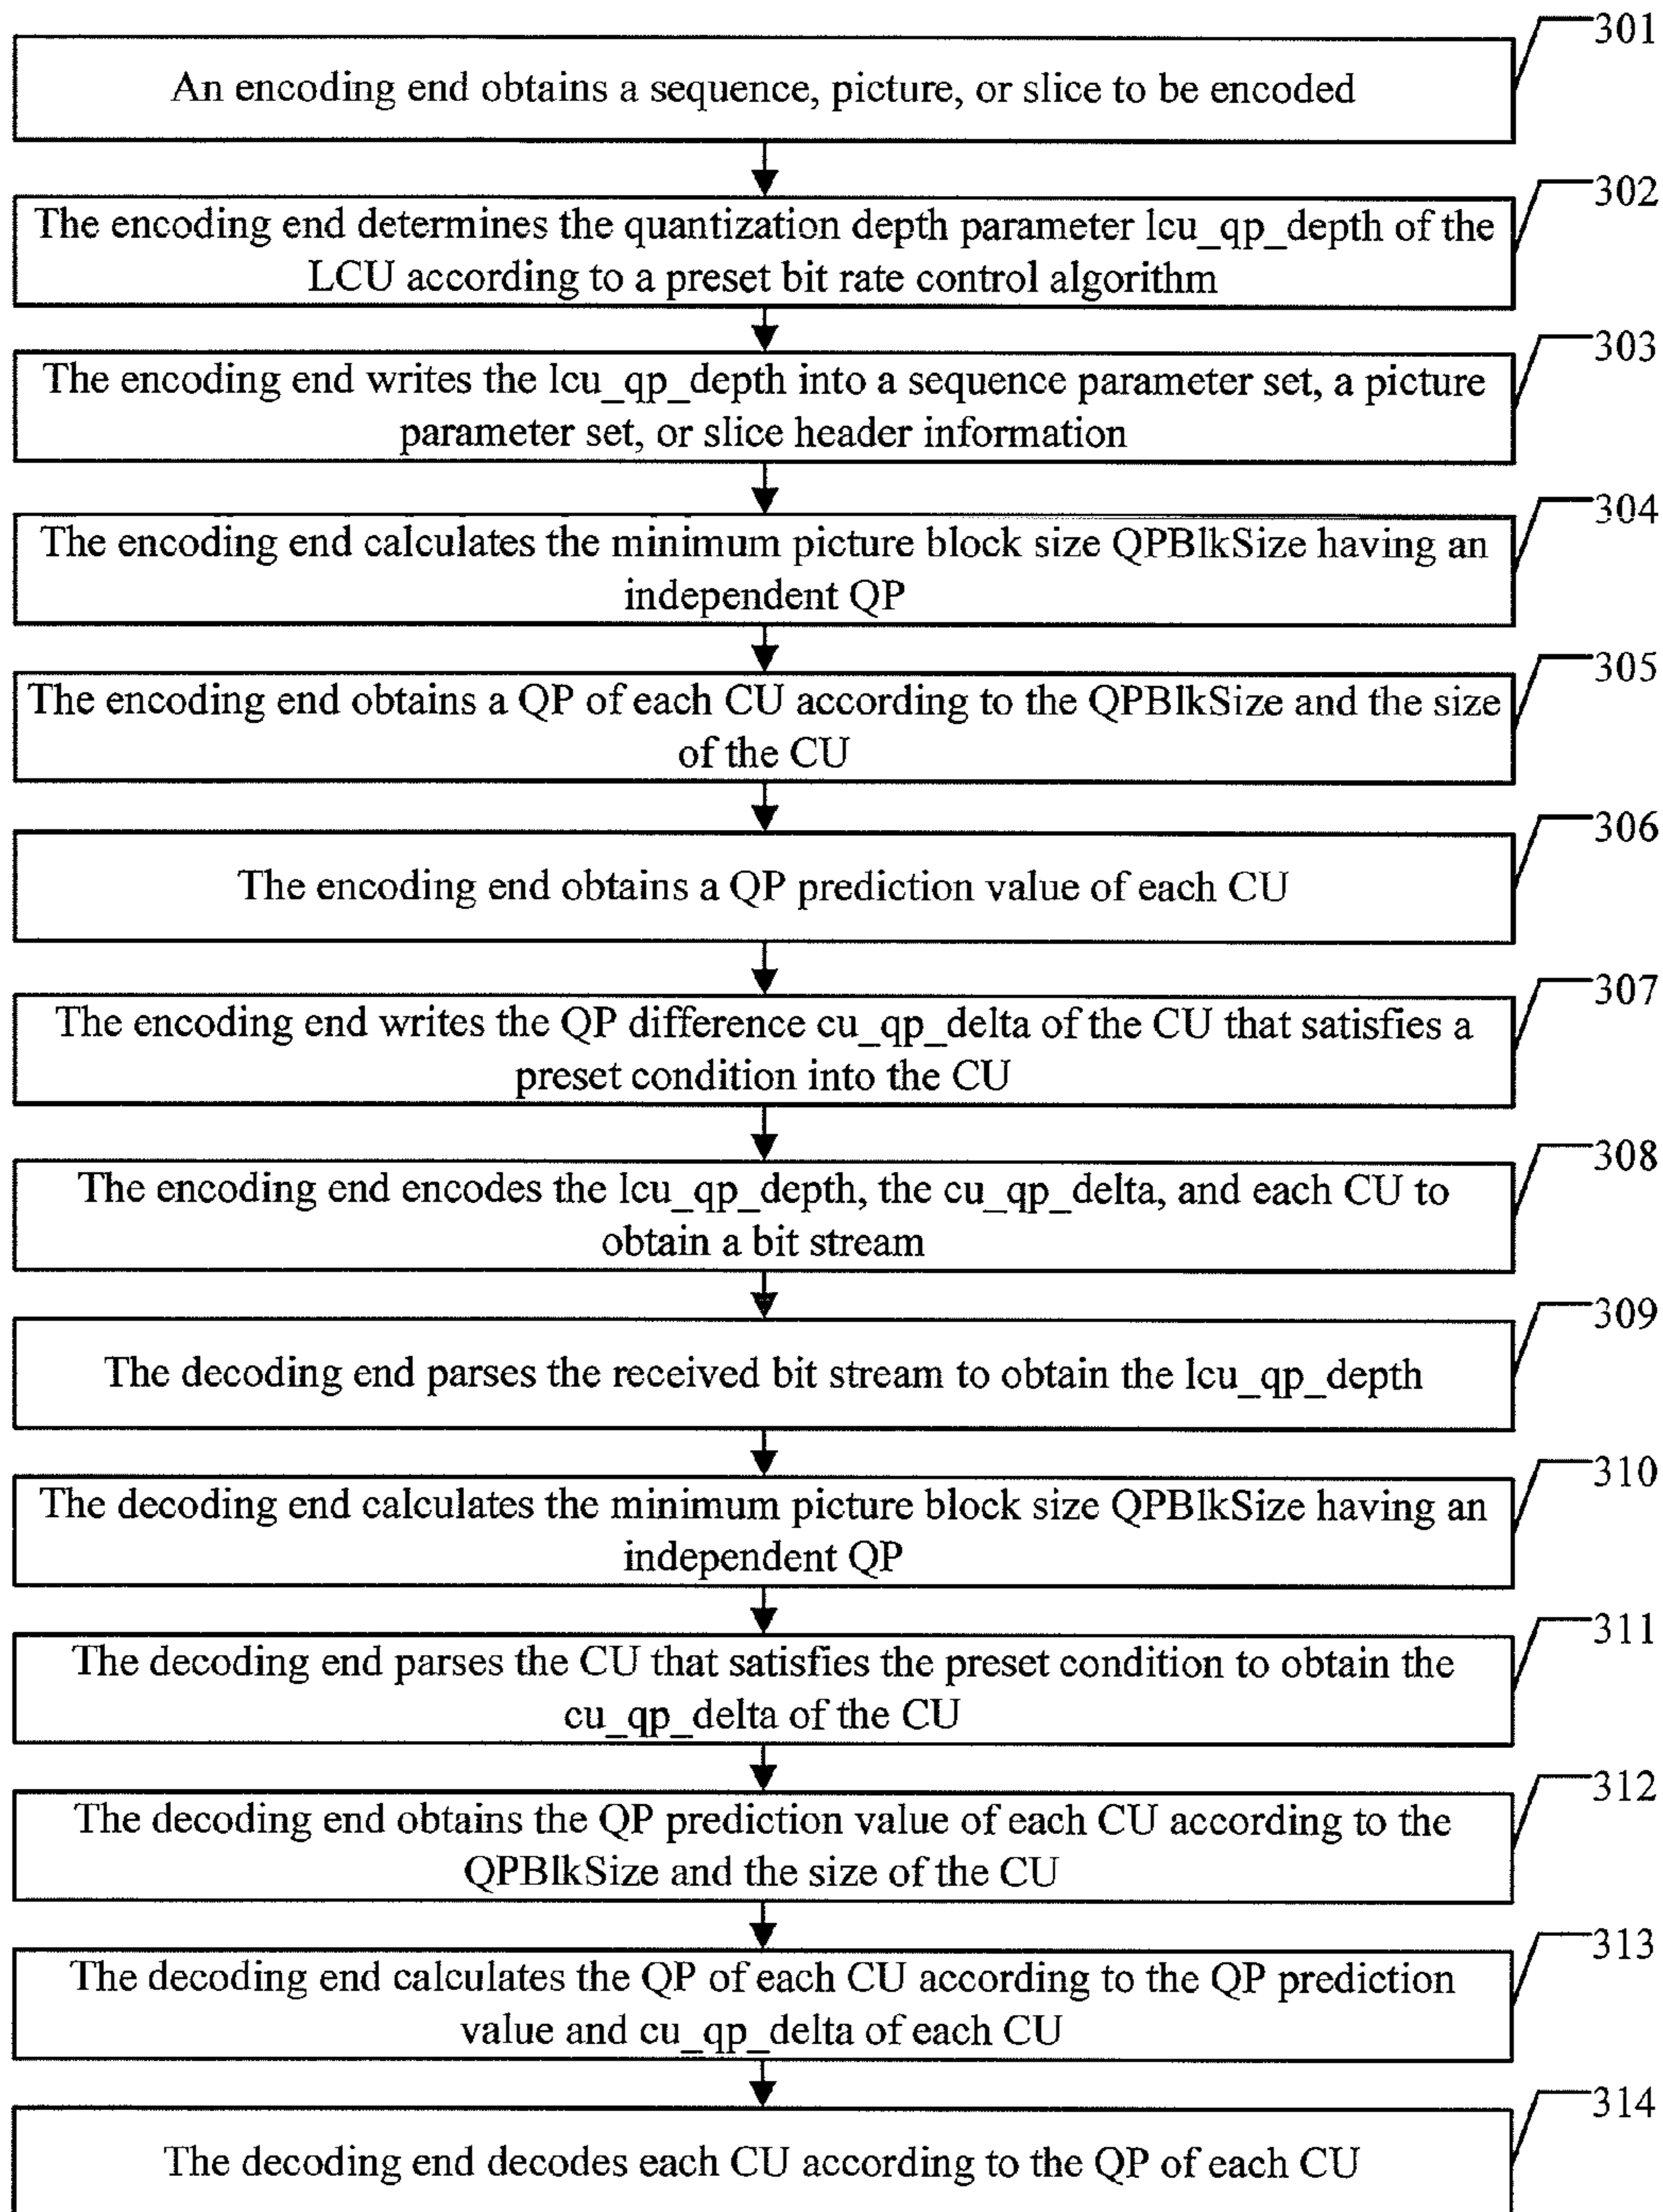 301
An encoding end obtains a sequence, picture, or slice to be encoded
302
The encoding end determines the quantization depth parameter lcu_qp_depth of the
LCU according to a preset bit rate control algorithm
303
The encoding end writes the lcu_qp_depth into a sequence parameter set, a picture
parameter set, or slice header information
304
The encoding end calculates the minimum picture block size QPBlkSize having an
independent QP
305
The encoding end obtains a QP of each CU according to the QPBlkSize and the size
of the CU
306
The encoding end obtains a QP prediction value of each CU
307
The encoding end writes the QP difference cu_qp_delta of the CU that satisfies a
preset condition into the CU
308
The encoding end encodes the lcu_qp_depth, the cu_qp_delta, and each CU to
obtain a bit stream
309
The decoding end parses the received bit stream to obtain the lcu_qp_depth
310
The decoding end calculates the minimum picture block size QPBlkSize having an
independent QP
311
The decoding end parses the CU that satisfies the preset condition to obtain the
cu_qp_delta of the CU
312
The decoding end obtains the QP prediction value of each CU according to the
QPBlkSize and the size of the CU
313
The decoding end calculates the QP of each CU according to the QP prediction
value and cu_qp_delta of each CU
314
The decoding end decodes each CU according to the QP of each CU